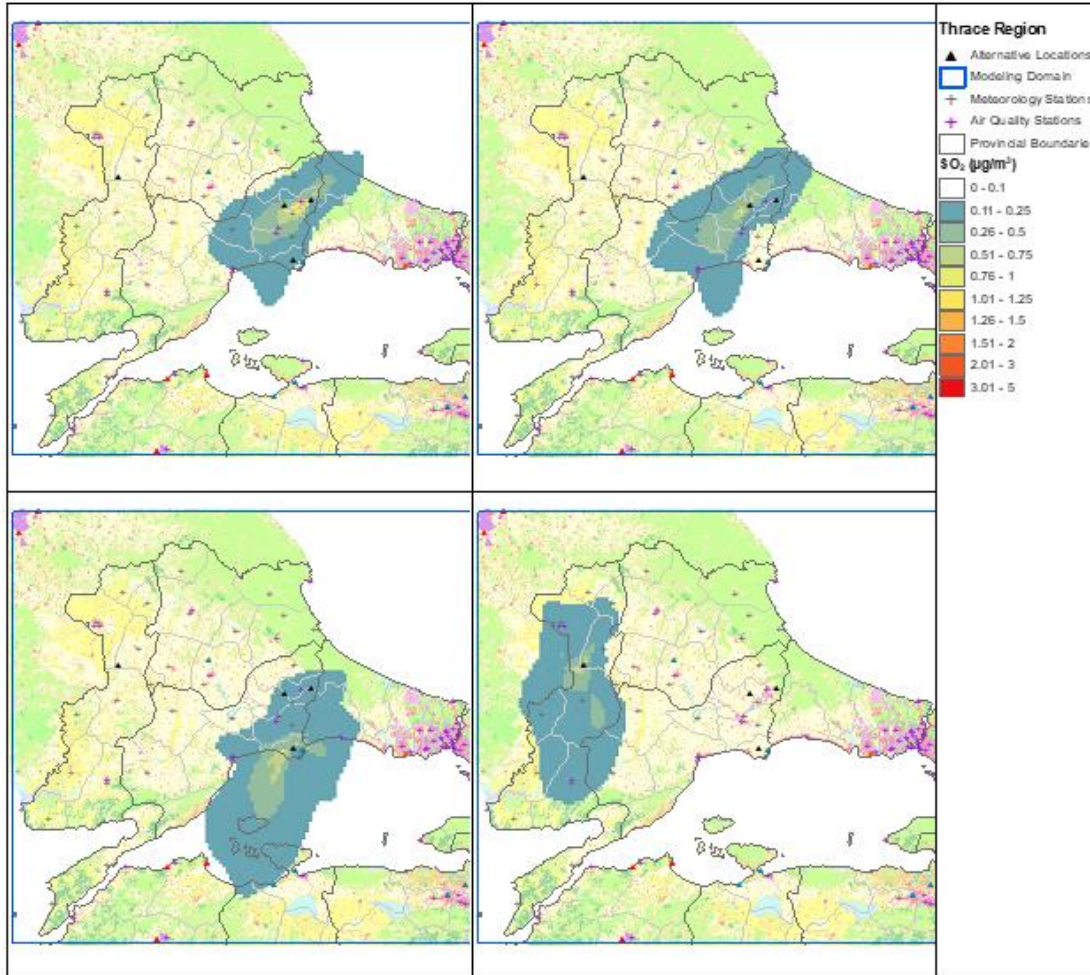 Thrace Region
Alternative Locations
Modeling Domain
Meteorology Stations
Air Quality Stations
Provincial Boundarie
SO₂ (µg/m³)
0 - 0.1
0.11 - 0.25
0.26 - 0.5
0.51 - 0.75
0.76 - 1
1.01 - 1.25
1.26 - 1.5
1.51 - 2
2.01 - 3
3.01 - 5